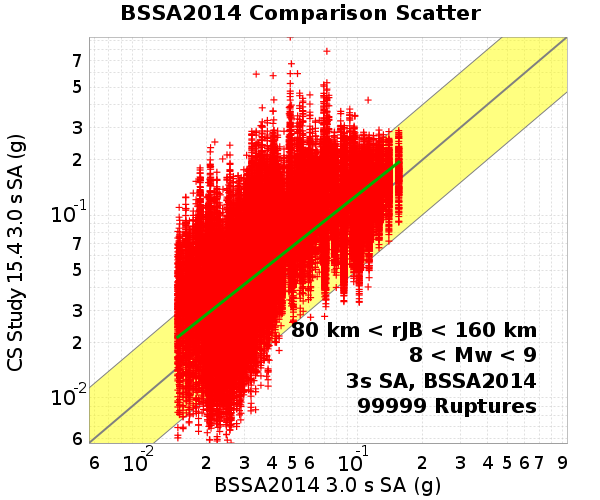 BSSA2014 Comparison Scatter
CS Study 15.4 3.0 s SA (g)
7
5
3
2
10-1
7
5
3
2
10-2
6
80 km < rJB < 160 km
8 < Mw < 9
3s SA, BSSA2014
99999 Ruptures
6 10-2 2 3 4 5 6 10-1 2 3 4 5 6 7 9
BSSA2014 3.0 s SA (g)